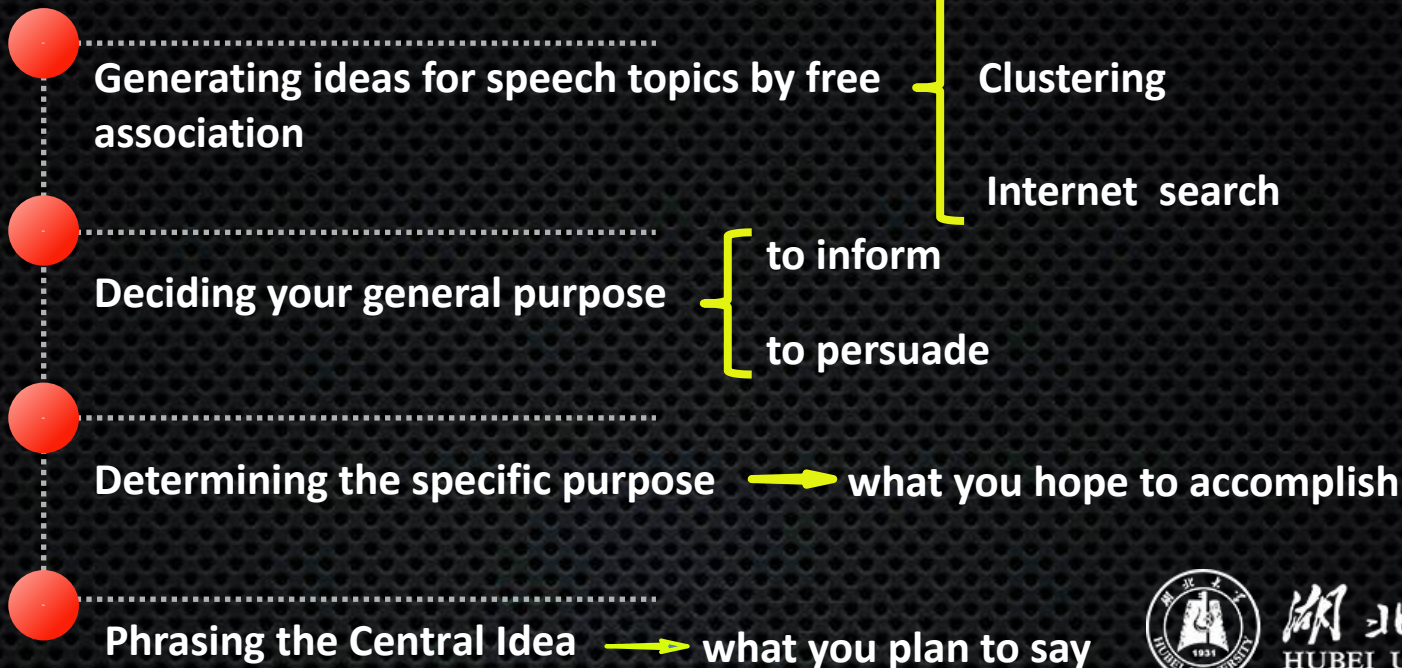 Generating ideas for speech topics by free
association
Clustering
Internet search
Deciding your general purpose
to inform
to persuade
Determining the specific purpose
what you hope to accomplish
Phrasing the Central Idea
what you plan to say
湖北
1931
HUBEI U